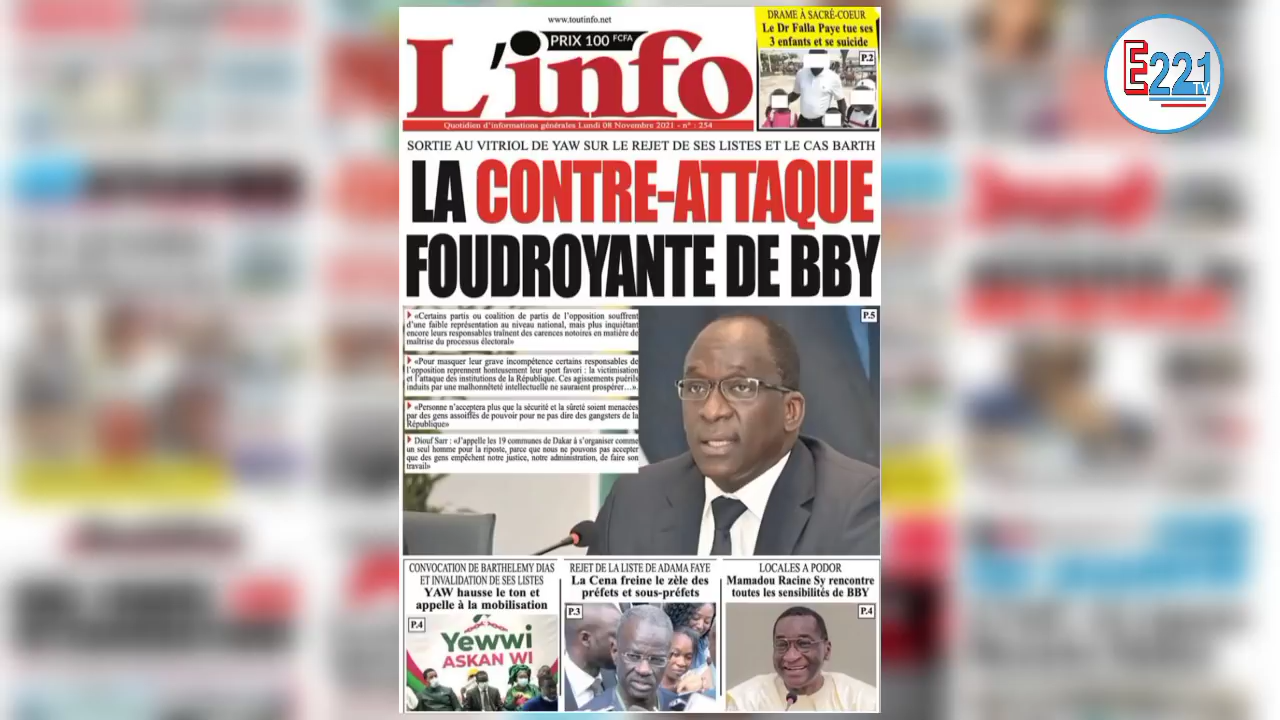 www.toutinfo.net
PRIX 100 FCFA
L'info
Quotidien d'informations générales Lundi 08 Novembre 2021 - n° : 254
DRAME À SACRÉ-COEUR
Le Dr Falla Paye tue ses
3 enfants et se suicide
P.2
E221
TV
SORTIE AU VITRIOL DE YAW SUR LE REJET DE SES LISTES ET LE CAS BARTH
LA CONTRE-ATTAQUE
FOUDROYANTE DE BBY
«Certains partis ou coalition de partis de l'opposition souffrent
d'une faible représentation au niveau national, mais plus inquiétant
encore leurs responsables traînent des carences notoires en matière de
maîtrise du processus électoral»
«Pour masquer leur grave incompétence certains responsables de
l'opposition reprennent honteusement leur sport favori : la victimisation
et l'attaque des institutions de la République. Ces agissements puérils
induits par une malhonnêteté intellectuelle ne sauraient prospérer…».
«Personne n'acceptera plus que la sécurité et la sûreté soient menacées
par des gens assoiffés de pouvoir pour ne pas dire des gangsters de la
République»
Diouf Sarr : «J'appelle les 19 communes de Dakar à s'organiser comme
un seul homme pour la riposte, parce que nous ne pouvons pas accepter
que des gens empêchent notre justice, notre administration, de faire son
travail»
P.5
CONVOCATION DE BARTHELEMY DIAS
ET INVALIDATION DE SES LISTES
YAW hausse le ton et
appelle à la mobilisation
P.4
Yewwi
ASKAN WI
REJET DE LA LISTE DE ADAMA FAYE
La Cena freine le zèle des
préfets et sous-préfets
P.3
LOCALES A PODOR
Mamadou Racine Sy rencontre
toutes les sensibilités de BBY
P.4